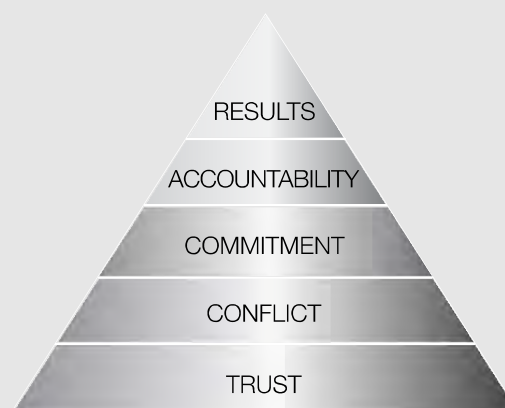 RESULTS
ACCOUNTABILITY
COMMITMENT
CONFLICT
TRUST